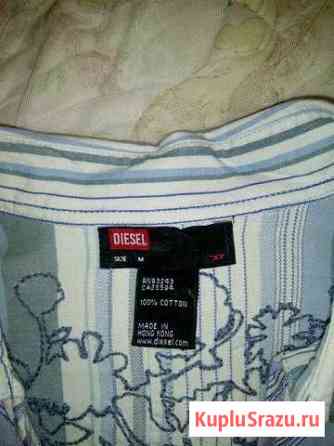 DIESEL
SIZE M
100% COTTON
MADE IN
HONG KONG
www.diesel.com
KupluSrazu.ru